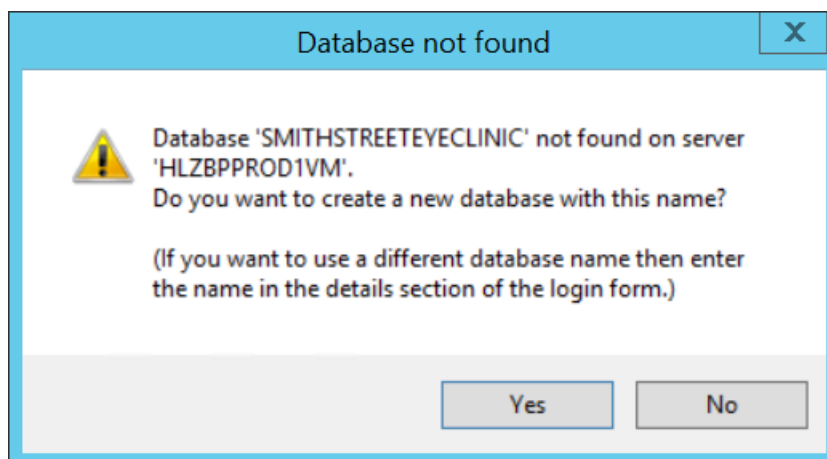 Database not found
X
Database 'SMITHSTREETEYECLINIC' not found on server
'HLZBPPROD1VM'.
Do you want to create a new database with this name?
(If you want to use a different database name then enter
the name in the details section of the login form.)
Yes
No